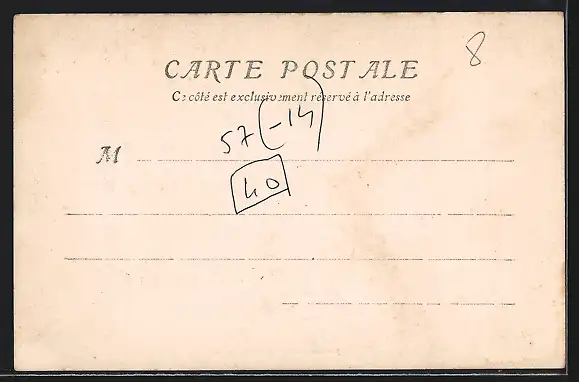 8
CARTE POSTALE
Ce côté est exclusivement réservé à l'adresse
57 (-14)
M
40